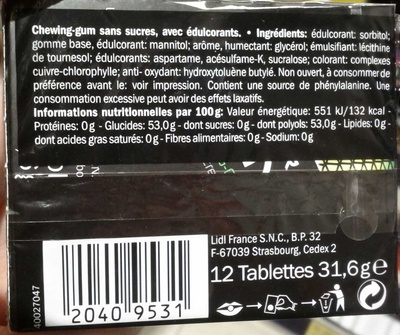 Chewing-gum sans sucres, avec édulcorants. • Ingrédients: édulcorant: sorbitol;
gomme base, édulcorant: mannitol; arôme, humectant: glycérol; émulsifiant: lécithine
de tournesol; édulcorants: aspartame, acésulfame-K, sucralose; colorant: complexes
cuivre-chlorophylle; anti-oxydant: hydroxytoluène butylé. Non ouvert, à consommer de
préférence avant le: voir impression. Contient une source de phénylalanine. Une
consommation excessive peut avoir des effets laxatifs.
Informations nutritionnelles par 100g: Valeur énergétique: 551 kJ/132 kcal -
Protéines: 0g - Glucides: 53,0g - dont sucres: 0g - dont polyols: 53,0g - Lipides: 0g -
dont acides gras saturés: 0g - Fibres alimentaires: 0g - Sodium: 0g
Lidl France S.N.C., B.P. 32
F-67039 Strasbourg, Cedex 2
12 Tablettes 31,6g e
2040 9531
40027047